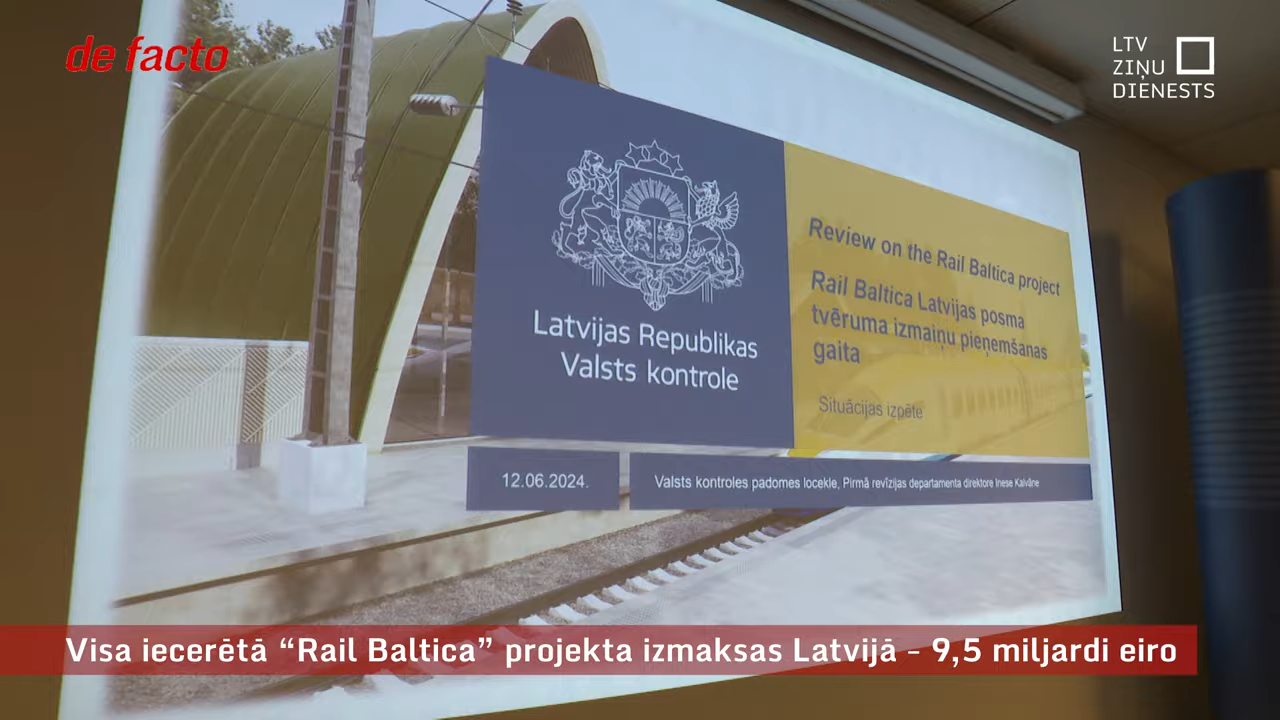 de facto
LTV
ZIŅU
DIENESTS
Latvijas Republikas
Valsts kontrole
Review on the Rail Baltica project
Rail Baltica Latvijas posma
tvēruma izmaiņu pieņemšanas
gaita
Situācijas izpēte
12.06.2024.
Valsts kontroles padomes locekle, Pirmā revīzijas departamenta direktore Inese Kalvāne
Visa iecerētā “Rail Baltica” projekta izmaksas Latvijā - 9,5 miljardi eiro